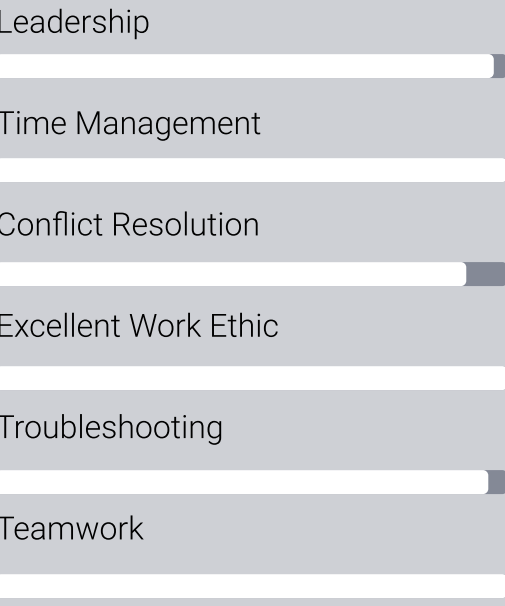 Leadership
Time Management
Conflict Resolution
Excellent Work Ethic
Troubleshooting
Teamwork